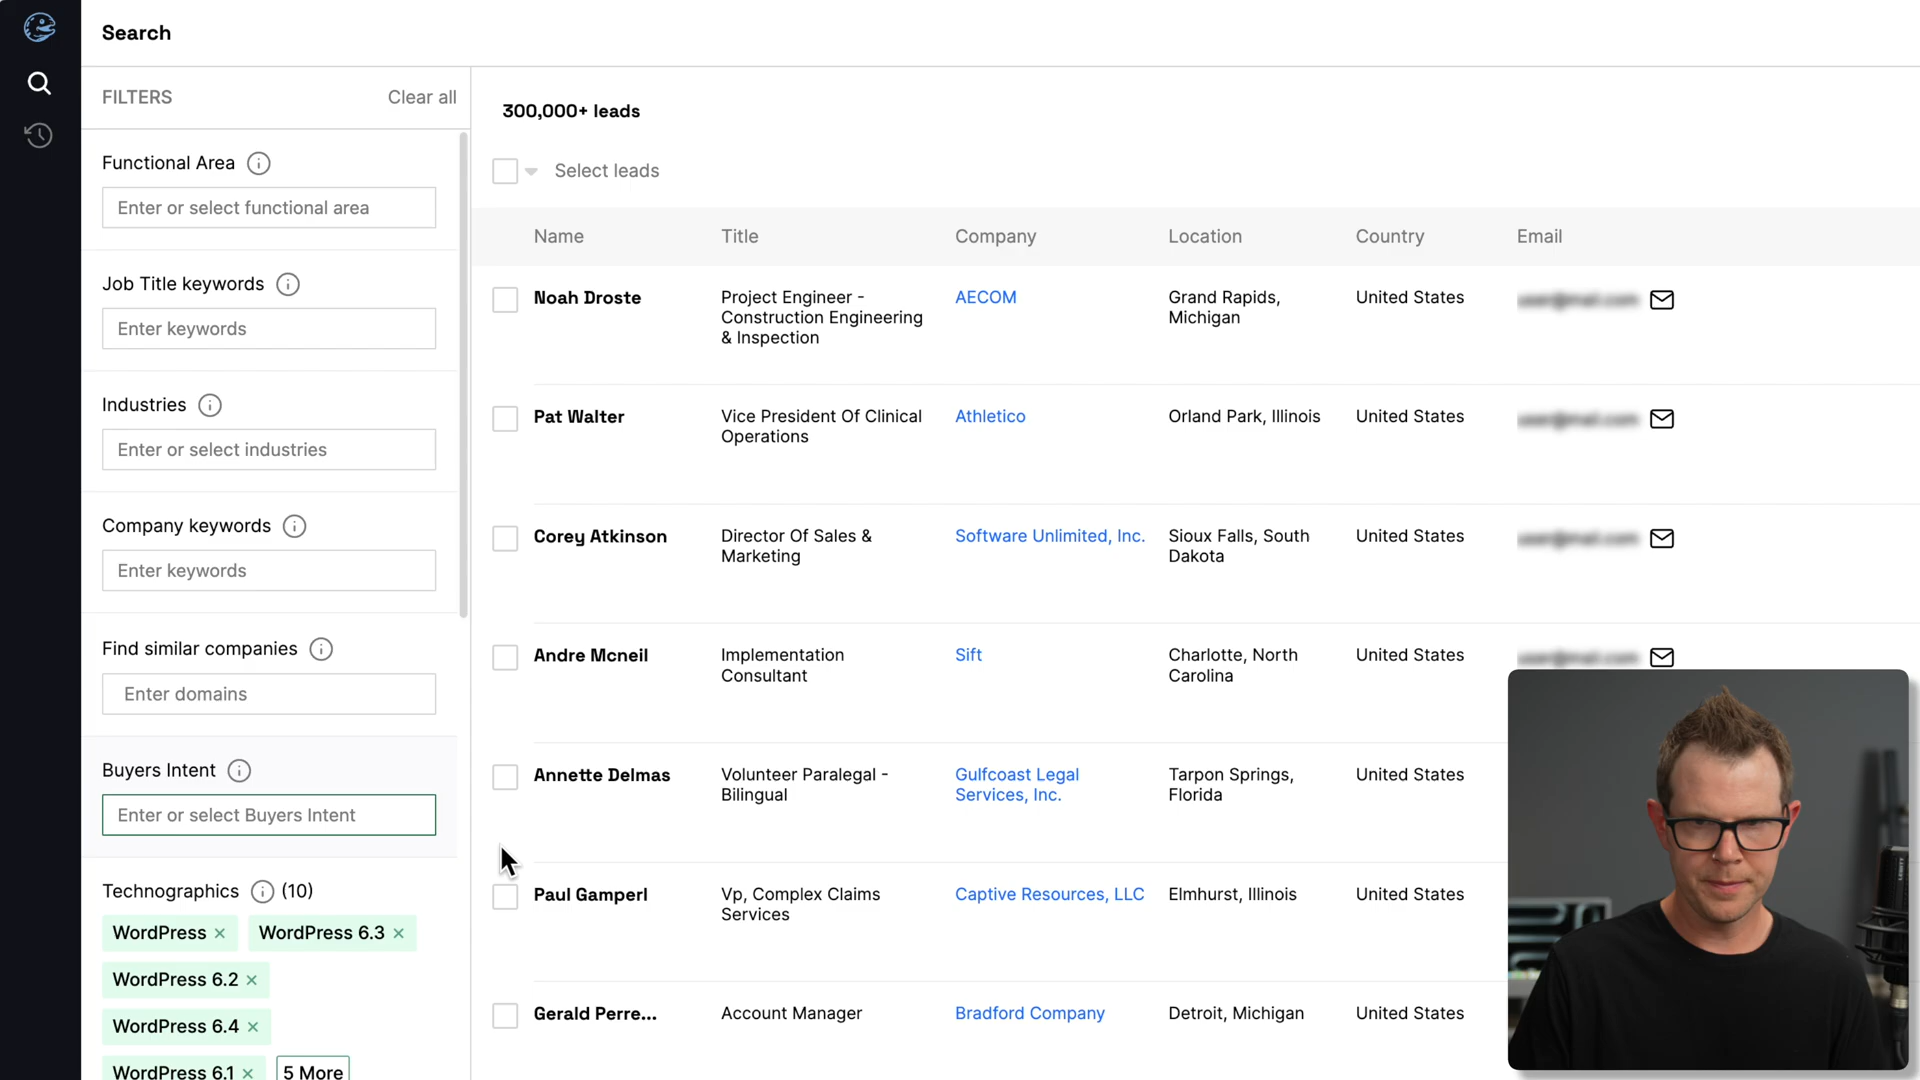 Search
FILTERS
Clear all
Functional Area
Enter or select functional area
Job Title keywords
Enter keywords
Industries
Enter or select industries
Company keywords
Enter keywords
Find similar companies
Enter domains
Buyers Intent
Enter or select Buyers Intent
Technographics (10)
WordPress × WordPress 6.3 ×
WordPress 6.2 ×
WordPress 6.4 ×
WordPress 6.1 × 5 More
300,000+ leads
Select leads
Name Title Company Location Country Email
Noah Droste
Project Engineer -
Construction Engineering
& Inspection
AECOM
Grand Rapids,
Michigan
United States
Pat Walter
Vice President Of Clinical
Operations
Athletico
Orland Park, Illinois
United States
Corey Atkinson
Director Of Sales &
Marketing
Software Unlimited, Inc.
Sioux Falls, South
Dakota
United States
Andre Mcneil
Implementation
Consultant
Sift
Charlotte, North
Carolina
United States
Annette Delmas
Volunteer Paralegal -
Bilingual
Gulfcoast Legal
Services, Inc.
Tarpon Springs,
Florida
United States
Paul Gamperl
Vp, Complex Claims
Services
Captive Resources, LLC
Elmhurst, Illinois
United States
Gerald Perre...
Account Manager
Bradford Company
Detroit, Michigan
United States